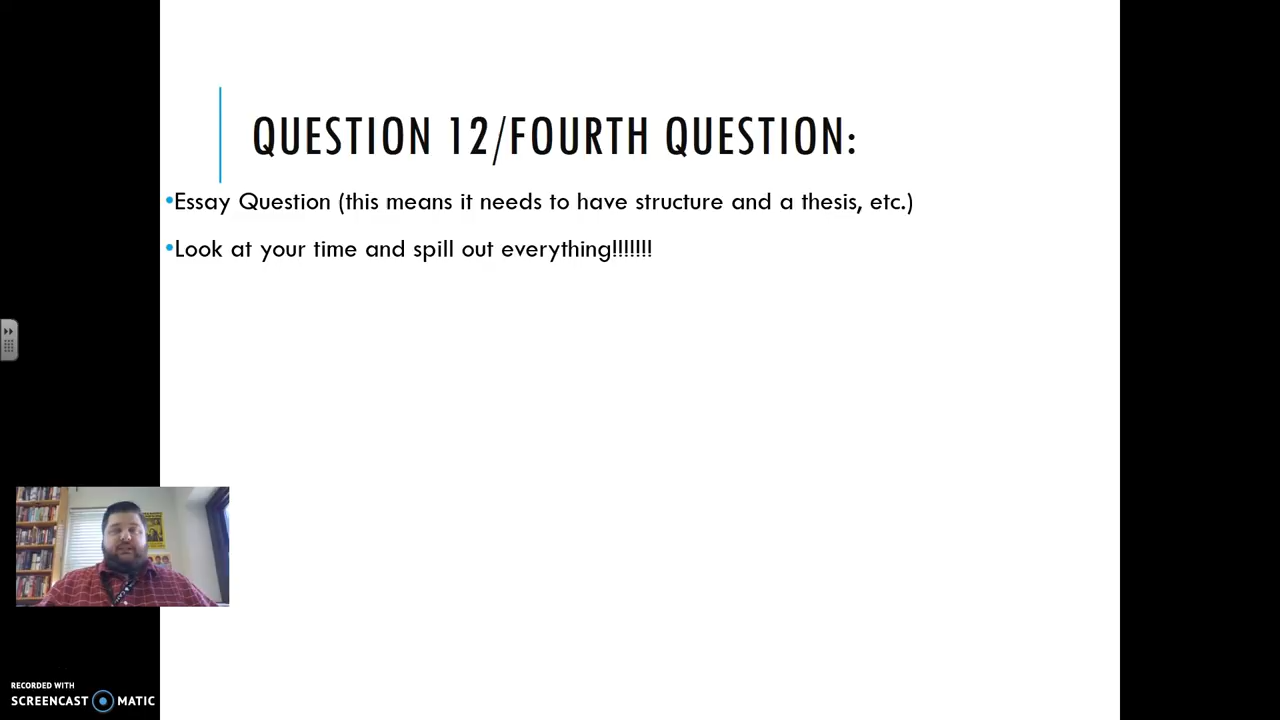 QUESTION 12/FOURTH QUESTION:
•Essay Question (this means it needs to have structure and a thesis, etc.)
•Look at your time and spill out everything!!!!!!!
RECORDED WITH
SCREENCAST MATIC